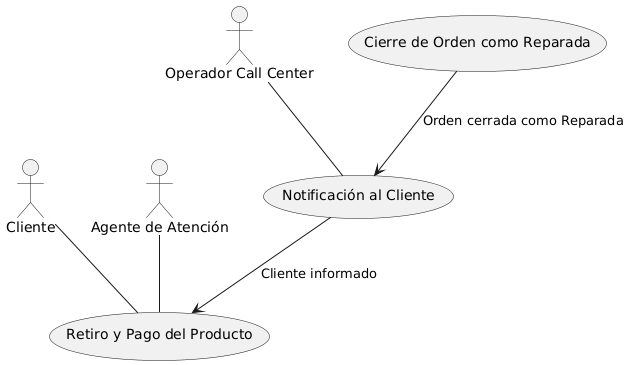 Cierre de Orden como Reparada
Operador Call Center
Orden cerrada como Reparada
Notificación al Cliente
Cliente
Agente de Atención
Cliente informado
Retiro y Pago del Producto